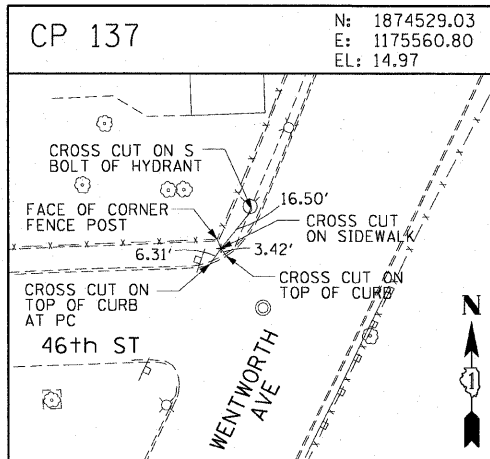 CP 137
N: 1874529.03
E: 1175560.80
EL: 14.97
CROSS CUT ON S
BOLT OF HYDRANT
FACE OF CORNER
FENCE POST
16.50'
CROSS CUT
ON SIDEWALK
6.31'
3.42'
CROSS CUT ON
TOP OF CURB
AT PC
CROSS CUT ON
TOP OF CURB
46th ST
WENTWORTH
AVE
N
1